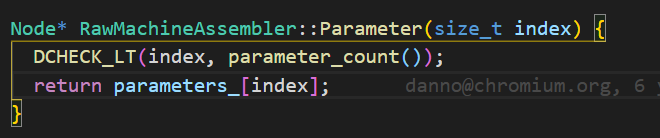 Node* RawMachineAssembler::Parameter(size_t index) {
  DCHECK_LT(index, parameter_count());
  return parameters_[index];      danno@chromium.org, 6
}